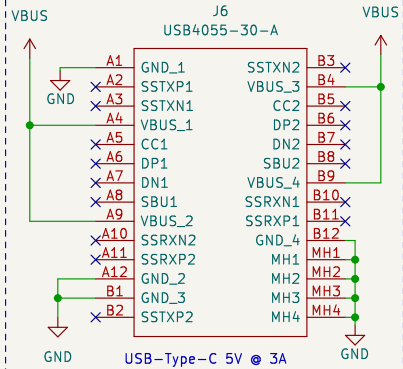 VBUS
J6
USB4055-30-A
VBUS
A1 GND_1 SSTXN2 B3
A2 SSTXP1 VBUS_3 B4
GND
A3 SSTXN1 CC2 B5
A4 VBUS_1 DP2 B6
A5 CC1 DN2 B7
A6 DP1 SBU2 B8
A7 DN1 VBUS_4 B9
A8 SBU1 SSRXN1 B10
A9 VBUS_2 SSRXP1 B11
A10 SSRXN2 GND_4 B12
A11 SSRXP2 MH1 MH1
A12 GND_2 MH2 MH2
B1 GND_3 MH3 MH3
B2 SSTXP2 MH4 MH4
GND
USB-Type-C 5V @ 3A
GND